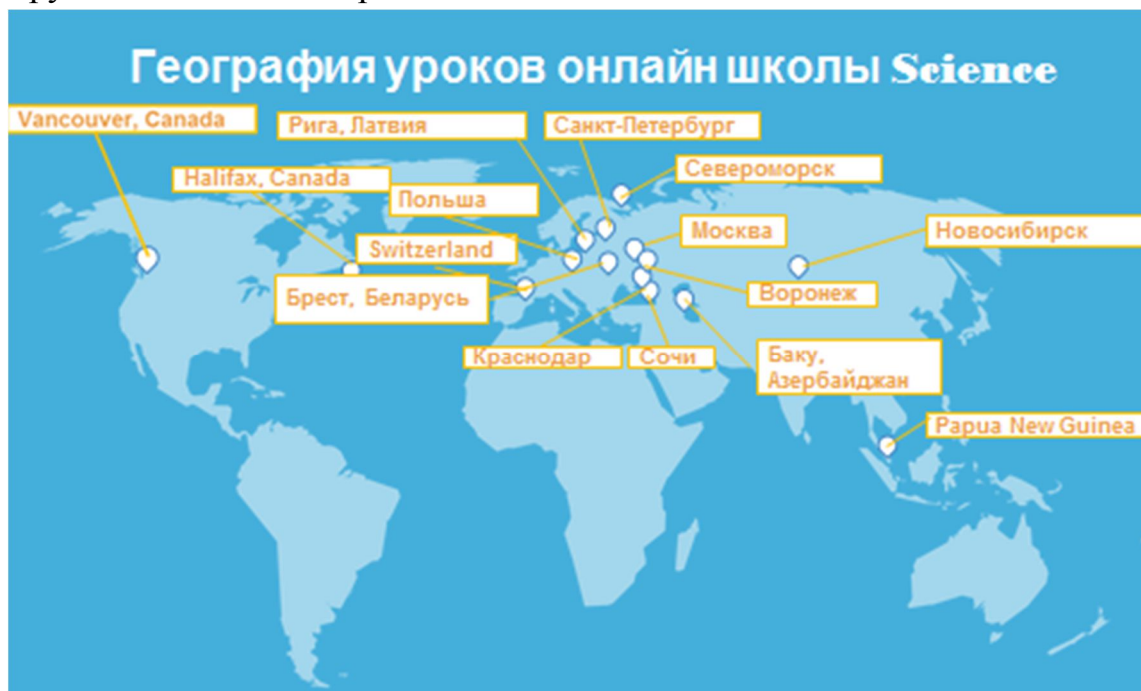 География уроков онлайн школы Science
Vancouver, Canada
Рига, Латвия
Санкт-Петербург
Североморск
Halifax, Canada
Польша
Москва
Новосибирск
Switzerland
Брест, Беларусь
Воронеж
Краснодар
Сочи
Баку,
Азербайджан
Papua New Guinea